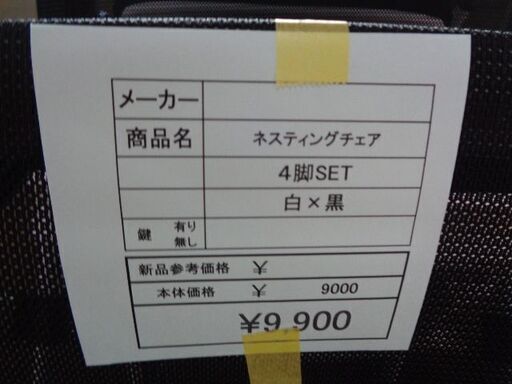 メーカー
商品名 ネスティングチェア
4脚SET
白×黒
鍵 有り
無し
新品参考価格 ¥
本体価格 ¥ 9000
¥9,900